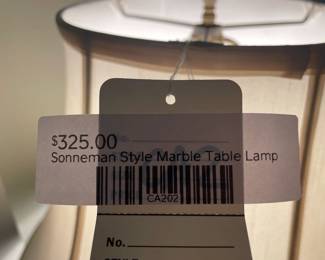 $325.00
Sonneman Style Marble Table Lamp
CA202
No.